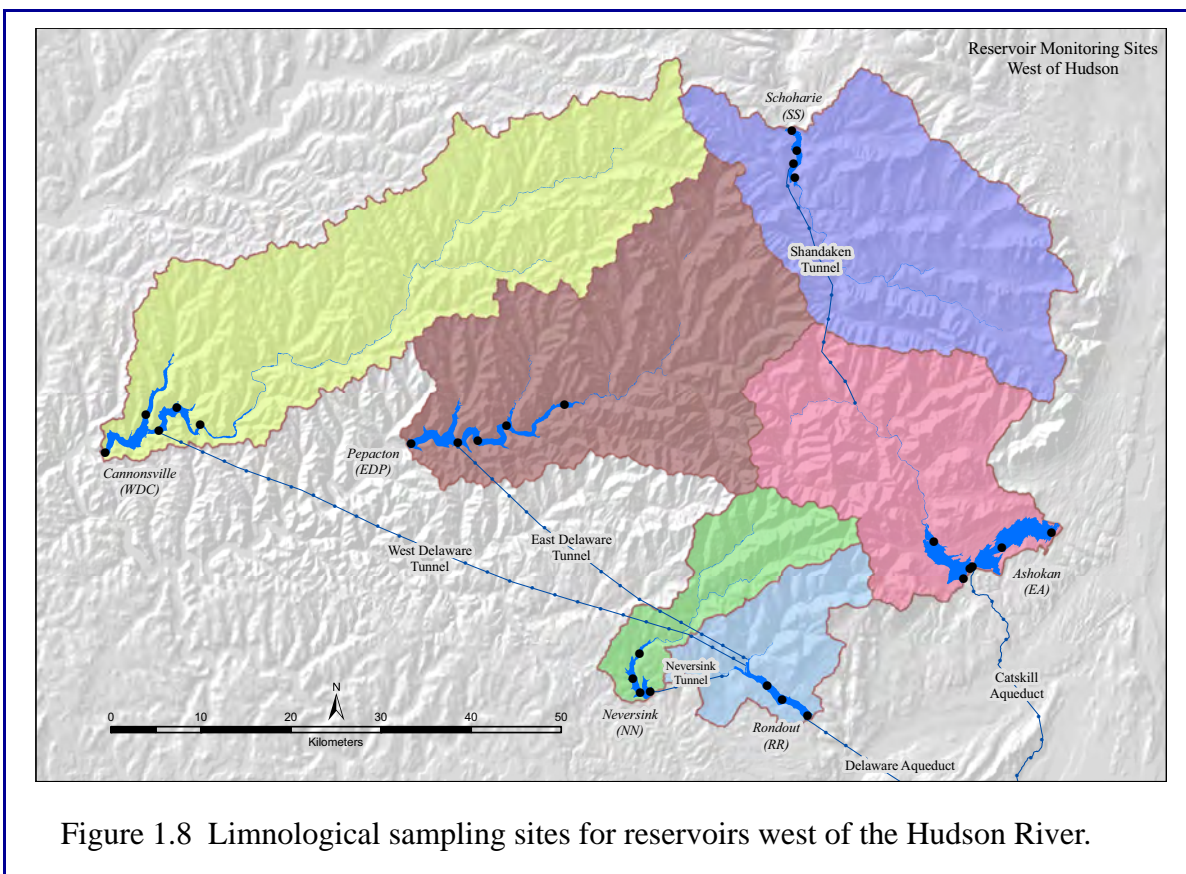 Reservoir Monitoring Sites
West of Hudson
Schoharie
(SS)
Shandaken
Tunnel
Cannonsville
(WDC)
Pepacton
(EDP)
West Delaware
Tunnel
East Delaware
Tunnel
Ashokan
(EA)
Neversink
Tunnel
Neversink
(NN)
Rondout
(RR)
Catskill
Aqueduct
Delaware Aqueduct
N
0 10 20 30 40 50
Kilometers
Figure 1.8 Limnological sampling sites for reservoirs west of the Hudson River.